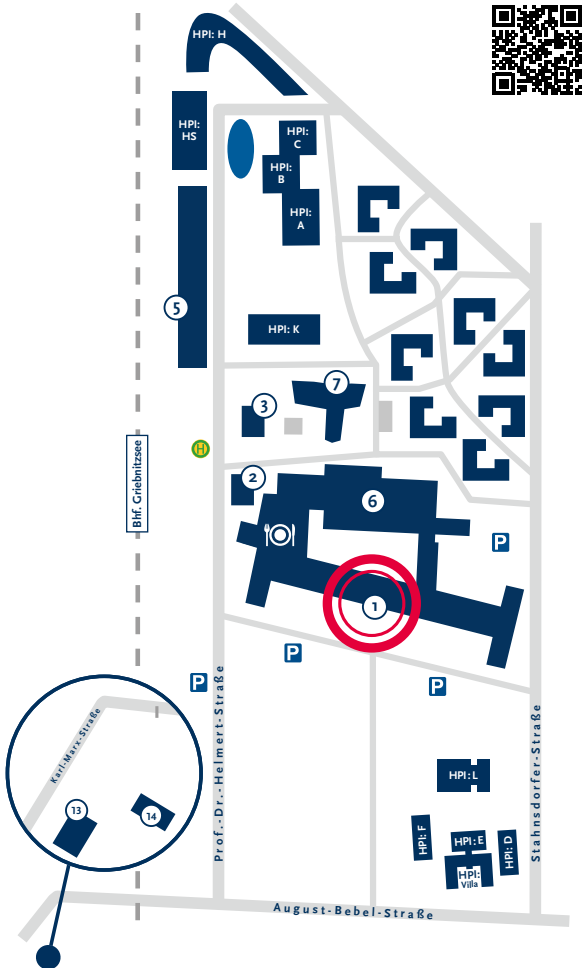 HPI: H
HPI:
HS
HPI:
C
HPI:
B
HPI:
A
5
HPI: K
7
3
H
Bhf. Griebnitzsee
2
6
P
1
P
P
P
Prof.-Dr.-Helmert-Straße
Stahnsdorfer-Straße
Karl-Marx-Straße
13
14
HPI: L
HPI: F
HPI: E
HPI: D
HPI:
Villa
August-Bebel-Straße